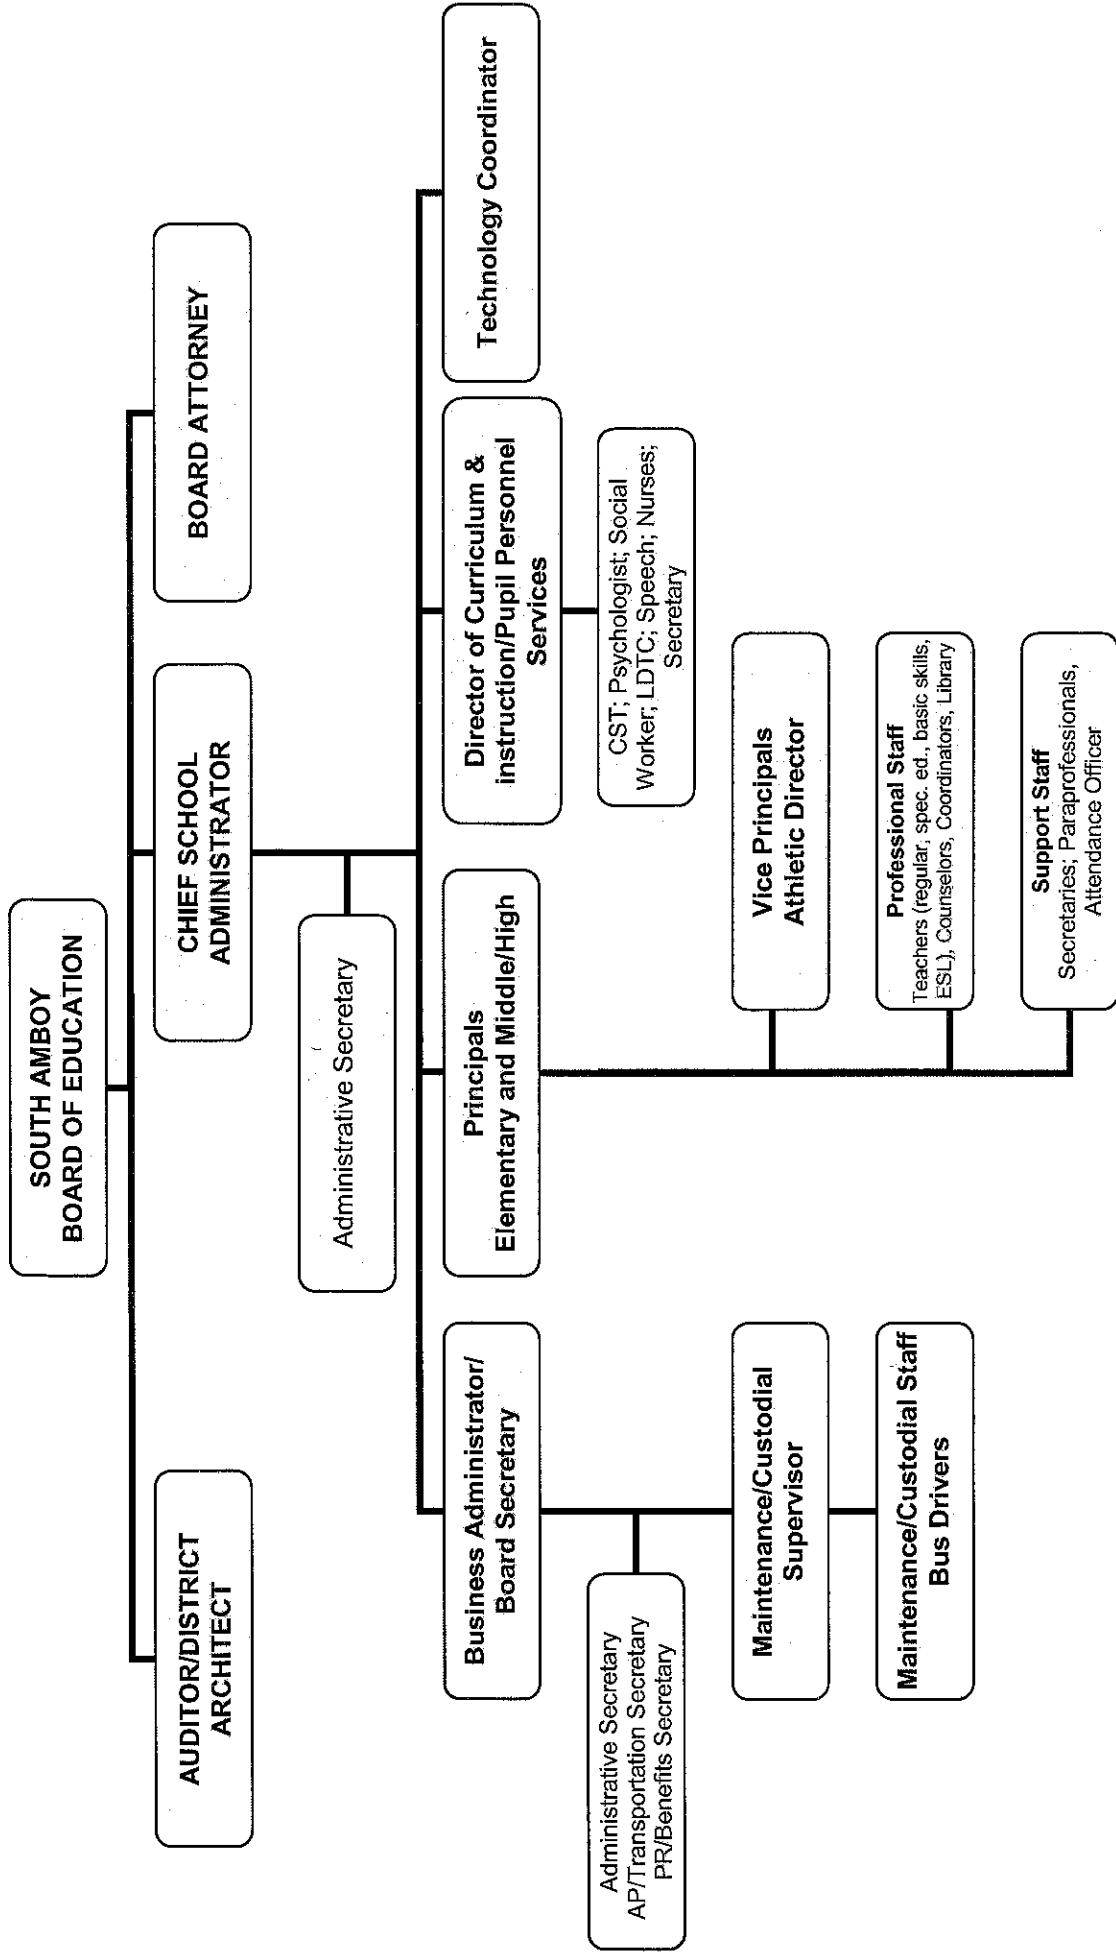 SOUTH AMBOY
BOARD OF EDUCATION
AUDITOR/DISTRICT
ARCHITECT
CHIEF SCHOOL
ADMINISTRATOR
BOARD ATTORNEY
Administrative Secretary
Business Administrator/
Board Secretary
Principals
Elementary and Middle/High
Director of Curriculum &
instruction/Pupil Personnel
Services
Technology Coordinator
Administrative Secretary
AP/Transportation Secretary
PR/Benefits Secretary
CST; Psychologist; Social
Worker; LDTC; Speech; Nurses;
Secretary
Maintenance/Custodial
Supervisor
Vice Principals
Athletic Director
Maintenance/Custodial Staff
Bus Drivers
Professional Staff
Teachers (regular, spec. ed., basic skills,
ESL), Counselors, Coordinators, Library
Support Staff
Secretaries; Paraprofessionals,
Attendance Officer